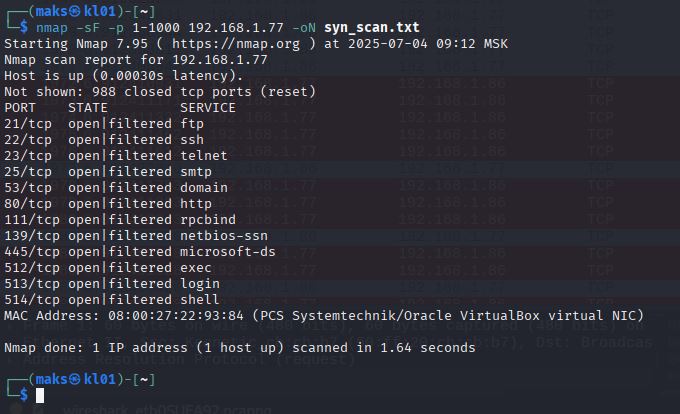 ┌──(maks㉿kl01)-[~]
└─$ nmap -sF -p 1-1000 192.168.1.77 -oN syn_scan.txt
Starting Nmap 7.95 ( https://nmap.org ) at 2025-07-04 09:12 MSK
Nmap scan report for 192.168.1.77
Host is up (0.00030s latency).
Not shown: 988 closed tcp ports (reset)
PORT    STATE         SERVICE
21/tcp  open|filtered ftp
22/tcp  open|filtered ssh
23/tcp  open|filtered telnet
25/tcp  open|filtered smtp
53/tcp  open|filtered domain
80/tcp  open|filtered http
111/tcp open|filtered rpcbind
139/tcp open|filtered netbios-ssn
445/tcp open|filtered microsoft-ds
512/tcp open|filtered exec
513/tcp open|filtered login
514/tcp open|filtered shell
MAC Address: 08:00:27:22:93:84 (PCS Systemtechnik/Oracle VirtualBox virtual NIC)
Nmap done: 1 IP address (1 host up) scanned in 1.64 seconds
┌──(maks㉿kl01)-[~]
└─$